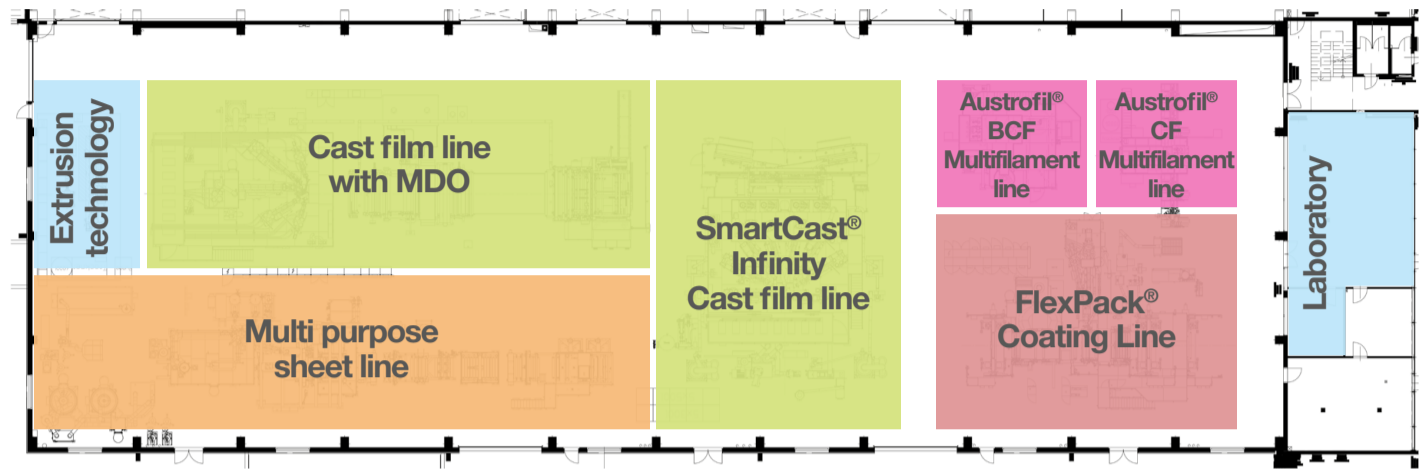 Extrusion
technology
Cast film line
with MDO
Multi purpose
sheet line
SmartCast®
Infinity
Cast film line
Austrofil®
BCF
Multifilament
line
Austrofil®
CF
Multifilament
line
FlexPack®
Coating Line
Laboratory